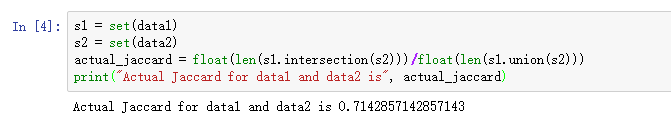 In [4]:
s1 = set(data1)
s2 = set(data2)
actual_jaccard = float(len(s1.intersection(s2)))/float(len(s1.union(s2)))
print("Actual Jaccard for data1 and data2 is", actual_jaccard)
Actual Jaccard for data1 and data2 is 0.7142857142857143